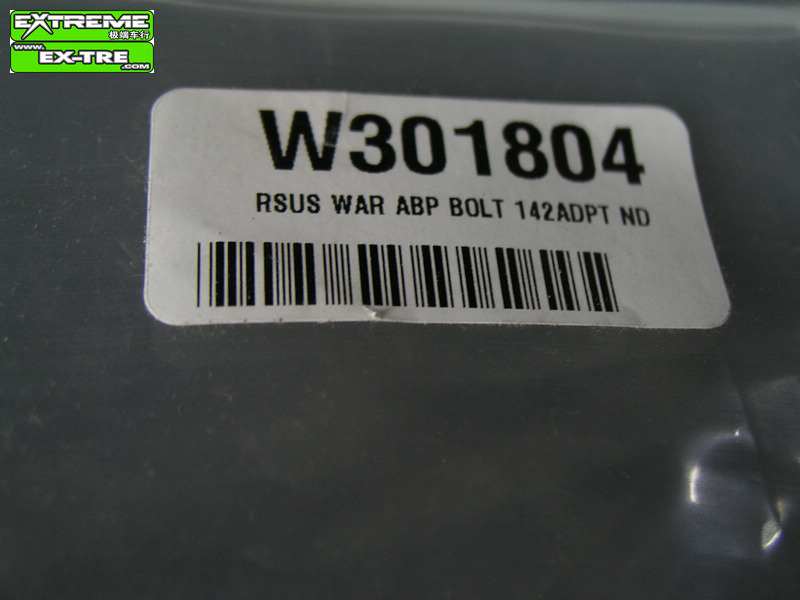 EXTREME
极端车行
www.
EX-TRE
.COM
W301804
RSUS WAR ABP BOLT 142ADPT ND